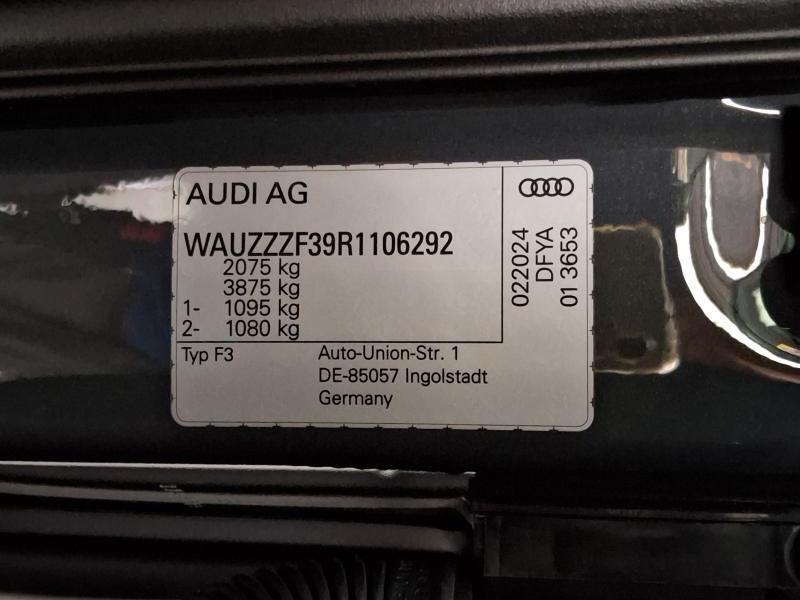 AUDI AG
WAUZZZF39R1106292
2075 kg
3875 kg
1- 1095 kg
2- 1080 kg
Typ F3
Auto-Union-Str. 1
DE-85057 Ingolstadt
Germany
022024
DFYA
01 3653